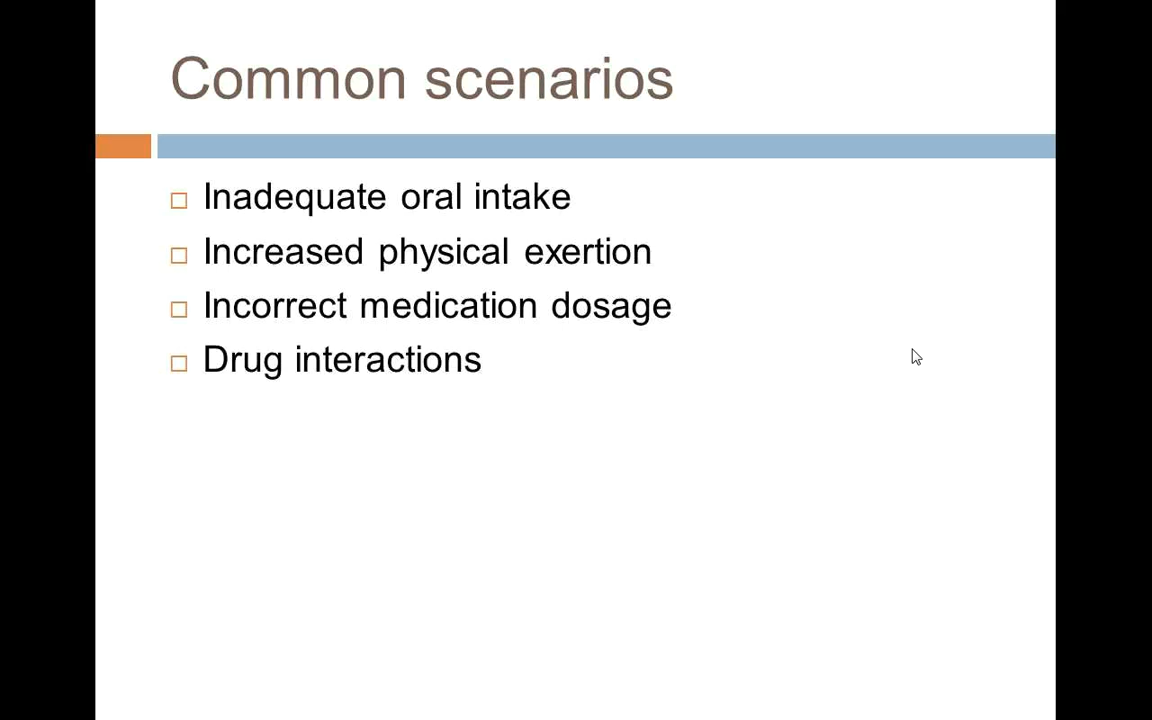 Common scenarios
Inadequate oral intake
Increased physical exertion
Incorrect medication dosage
Drug interactions